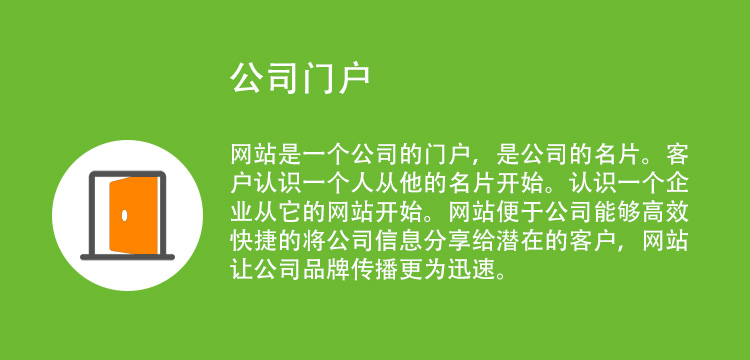 公司门户
网站是一个公司的门户，是公司的名片。客
户认识一个人从他的名片开始。认识一个企
业从它的网站开始。网站便于公司能够高效
快捷的将公司信息分享给潜在的客户，网站
让公司品牌传播更为迅速。